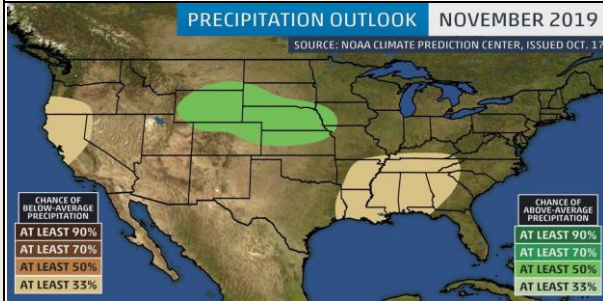 PRECIPITATION OUTLOOK NOVEMBER 2019
SOURCE: NOAA CLIMATE PREDICTION CENTER, ISSUED OCT. 17
CHANCE OF
BELOW-AVERAGE
PRECIPITATION
AT LEAST 90%
AT LEAST 70%
AT LEAST 50%
AT LEAST 33%
CHANCE OF
ABOVE-AVERAGE
PRECIPITATION
AT LEAST 90%
AT LEAST 70%
AT LEAST 50%
AT LEAST 33%